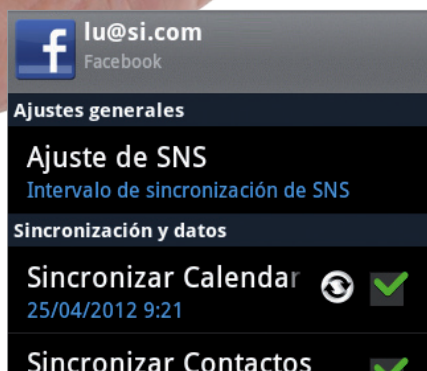 lu@si.com
Facebook
Ajustes generales
Ajuste de SNS
Intervalo de sincronización de SNS
Sincronización y datos
Sincronizar Calendar
25/04/2012 9:21
Sincronizar Contactos